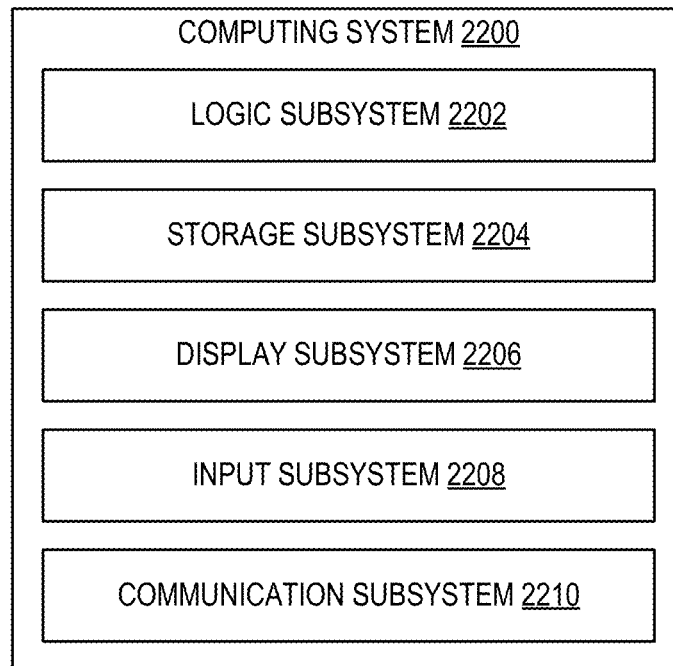 COMPUTING SYSTEM 2200
LOGIC SUBSYSTEM 2202
STORAGE SUBSYSTEM 2204
DISPLAY SUBSYSTEM 2206
INPUT SUBSYSTEM 2208
COMMUNICATION SUBSYSTEM 2210